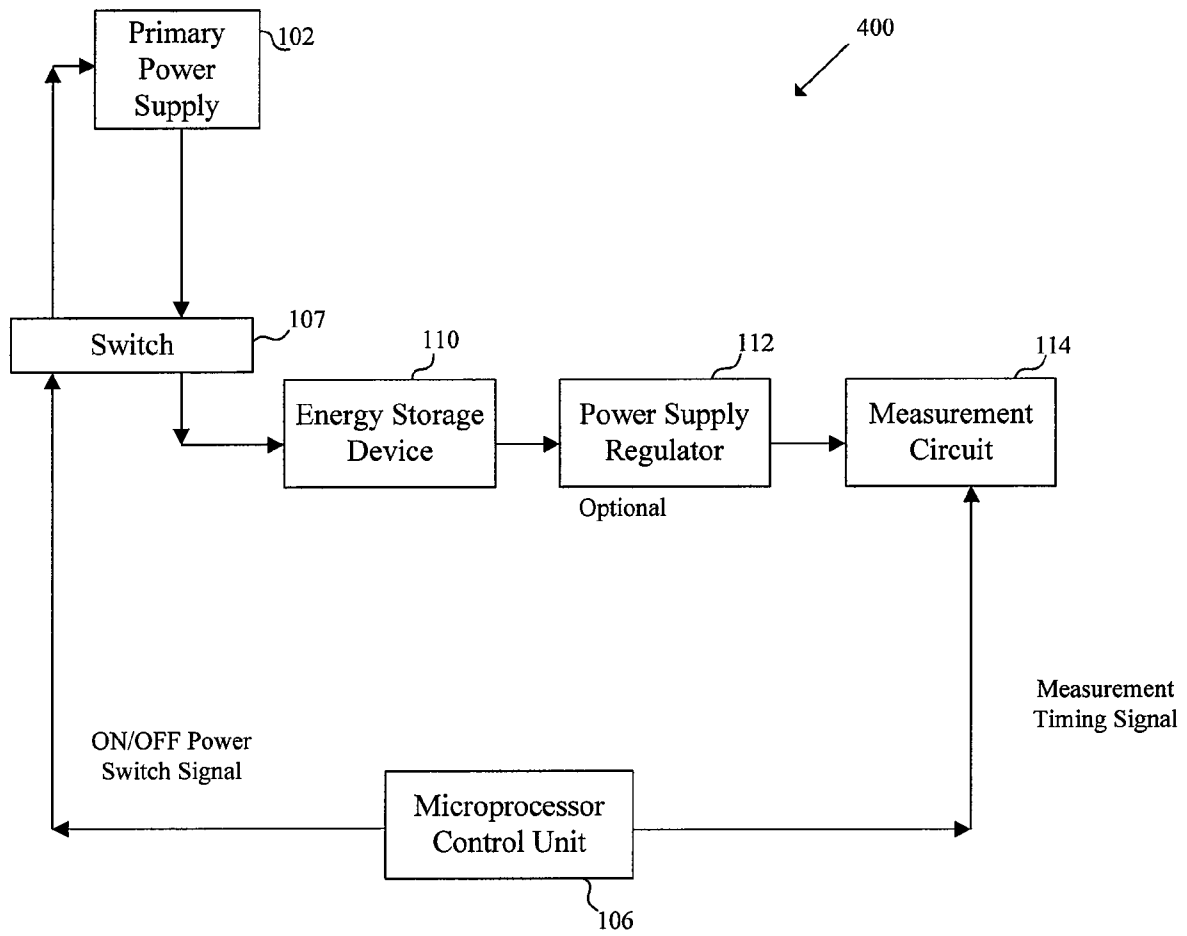 Primary
Power
Supply
102
400
Switch
107
110
Energy Storage
Device
112
Power Supply
Regulator
Optional
114
Measurement
Circuit
Measurement
Timing Signal
ON/OFF Power
Switch Signal
Microprocessor
Control Unit
106